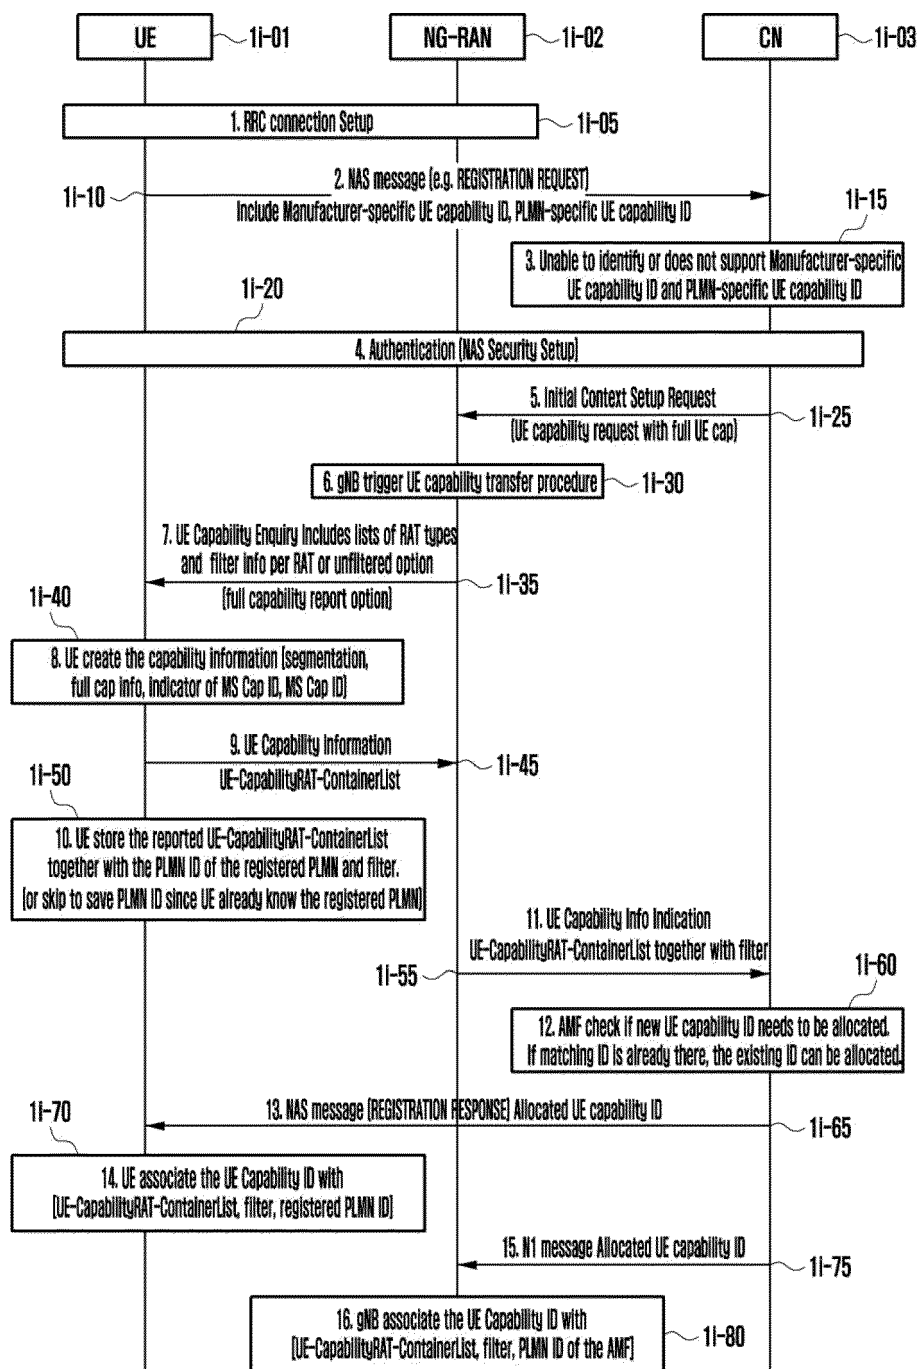 UE
1i-01
NG-RAN
1i-02
CN
1i-03
1. RRC connection Setup
1i-05
2. NAS message (e.g. REGISTRATION REQUEST)
1i-10
Include Manufacturer-specific UE capability ID, PLMN-specific UE capability ID
1i-15
3. Unable to identify or does not support Manufacturer-specific
UE capability ID and PLMN-specific UE capability ID
1i-20
4. Authentication (NAS Security Setup)
5. Initial Context Setup Request
1i-25
(UE capability request with full UE cap)
6. gNB trigger UE capability transfer procedure
1i-30
7. UE Capability Enquiry Includes lists of RAT types
and filter info per RAT or unfiltered option
1i-35
(full capability report option)
1i-40
8. UE create the capability information (segmentation,
full cap info, indicator of MS Cap ID, MS Cap ID)
9. UE Capability Information
1i-45
UE-CapabilityRAT-ContainerList
1i-50
10. UE store the reported UE-CapabilityRAT-ContainerList
together with the PLMN ID of the registered PLMN and filter.
(or skip to save PLMN ID since UE already know the registered PLMN)
11. UE Capability Info Indication
UE-CapabilityRAT-ContainerList together with filter
1i-55
1i-60
12. AMF check if new UE capability ID needs to be allocated.
If matching ID is already there, the existing ID can be allocated.
13. NAS message (REGISTRATION RESPONSE) Allocated UE capability ID
1i-65
1i-70
14. UE associate the UE Capability ID with
[UE-CapabilityRAT-ContainerList, filter, registered PLMN ID]
15. N1 message Allocated UE capability ID
1i-75
16. gNB associate the UE Capability ID with
[UE-CapabilityRAT-ContainerList, filter, PLMN ID of the AMF]
1i-80